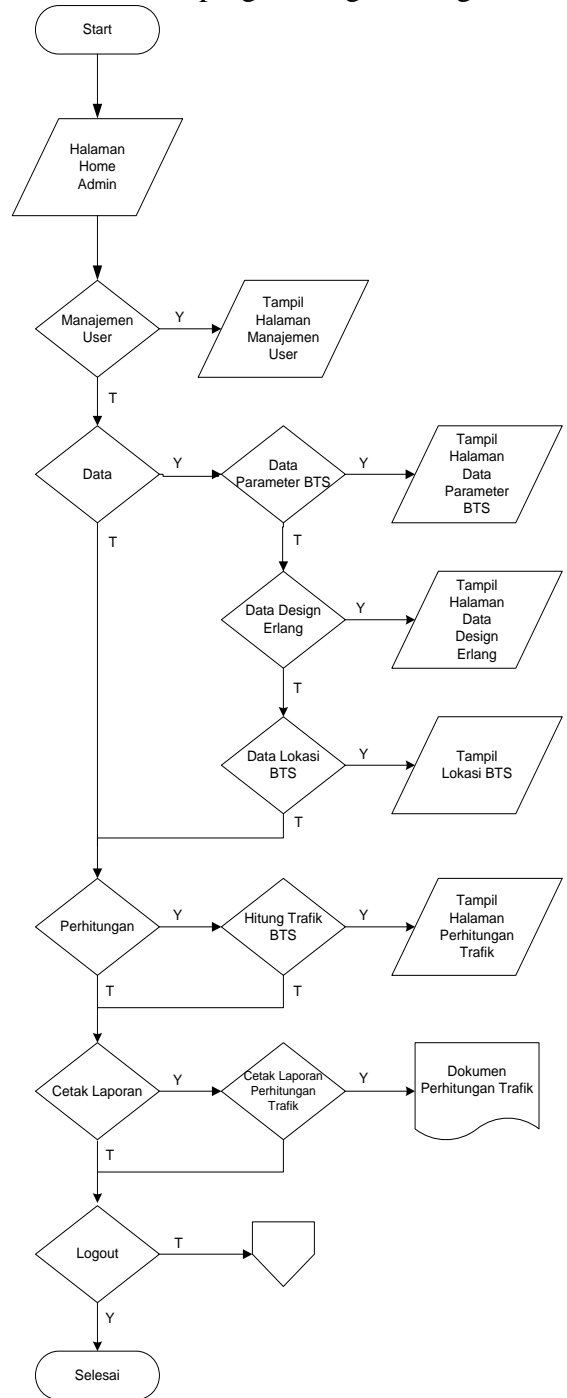 Start
Halaman
Home
Admin
Manajemen
User
Y
Tampil
Halaman
Manajemen
User
T
Data
Y
Data
Parameter BTS
Y
Tampil
Halaman
Data
Parameter
BTS
T
T
Data Design
Erlang
Y
Tampil
Halaman
Data
Design
Erlang
T
Data Lokasi
BTS
Y
Tampil
Lokasi BTS
T
Perhitungan
Y
Hitung Trafik
BTS
Y
Tampil
Halaman
Perhitungan
Trafik
T
T
Cetak Laporan
Y
Cetak Laporan
Perhitungan
Trafik
Y
Dokumen
Perhitungan Trafik
T
Logout
T
Y
Selesai